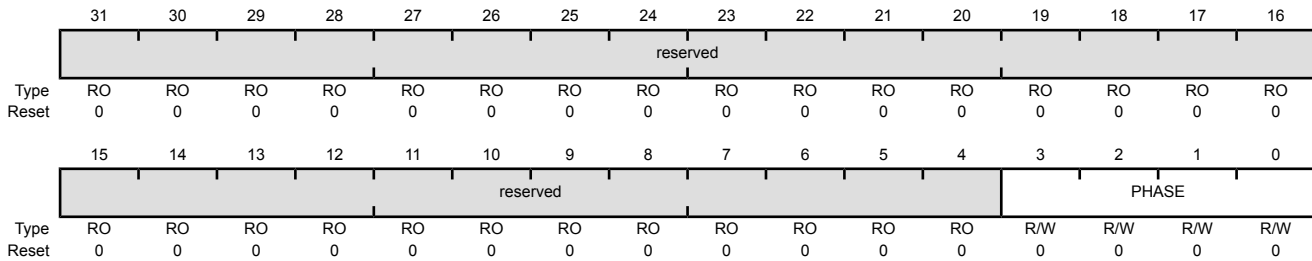 31 30 29 28 27 26 25 24 23 22 21 20 19 18 17 16
reserved
Type RO RO RO RO RO RO RO RO RO RO RO RO RO RO RO RO
Reset 0 0 0 0 0 0 0 0 0 0 0 0 0 0 0 0
15 14 13 12 11 10 9 8 7 6 5 4 3 2 1 0
reserved PHASE
Type RO RO RO RO RO RO RO RO RO RO RO RO R/W R/W R/W R/W
Reset 0 0 0 0 0 0 0 0 0 0 0 0 0 0 0 0